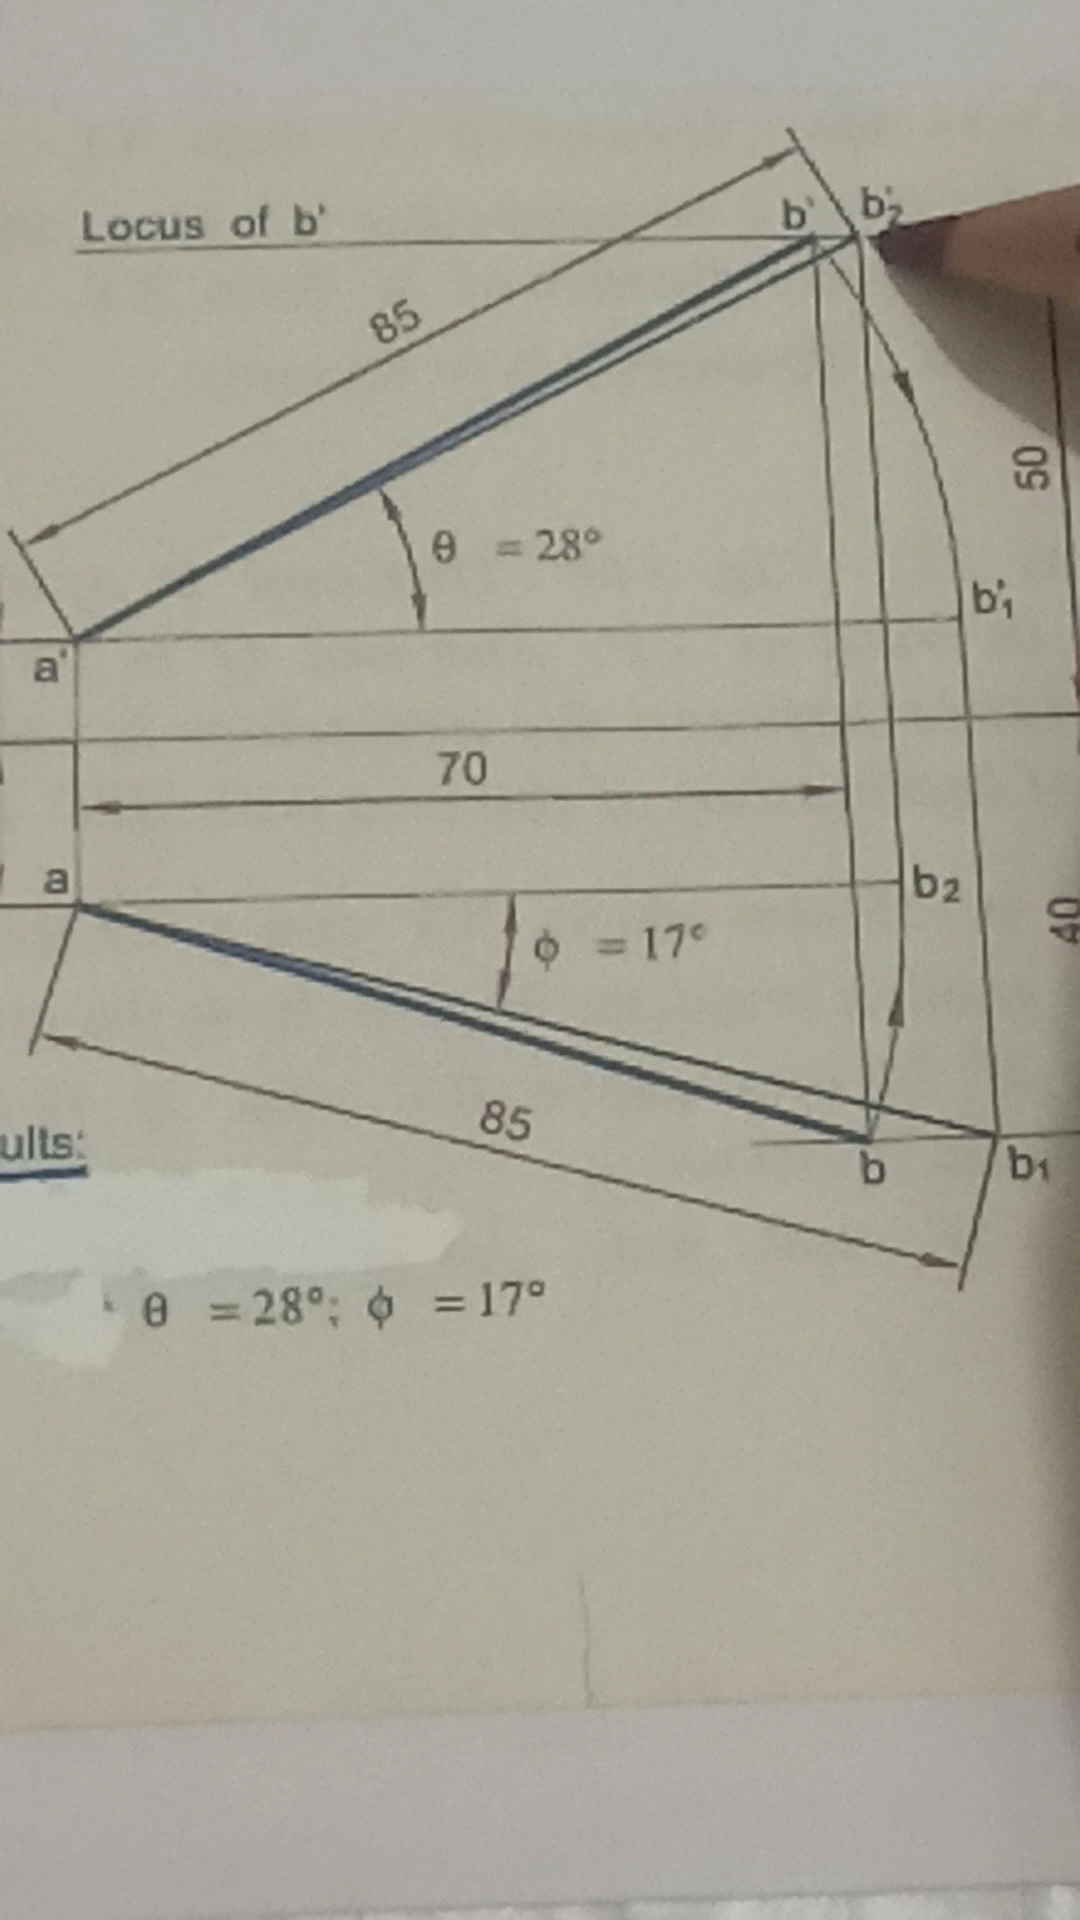 Locus of b'
b' b'2
85
50
θ = 28°
b'1
a'
70
a
b2
40
ϕ = 17°
85
ults:
b
b1
θ = 28°; ϕ = 17°